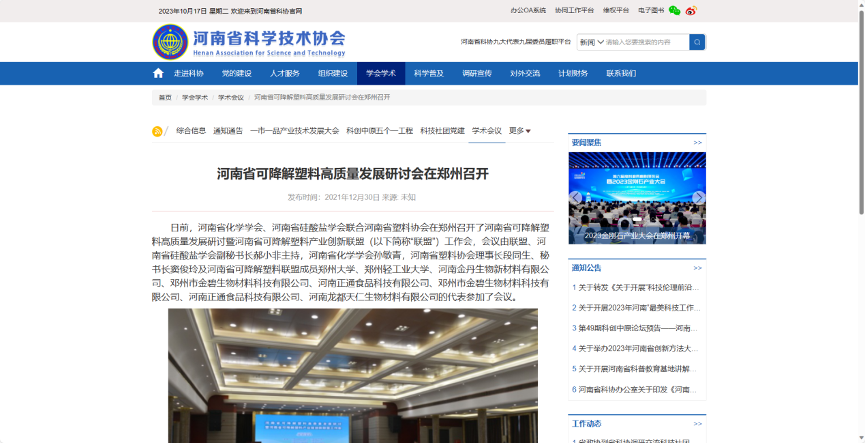 2023年10月17日 星期二 欢迎来到河南省科协官网
办公OA系统 协同工作平台 维权平台 电子图书
河南省科学技术协会
Henan Association for Science and Technology
河南省科协九大代表九届委员履职平台 新闻 请输入您要搜索的内容
走进科协 党的建设 人才服务 组织建设 学会学术 科学普及 调研宣传 对外交流 计划财务 联系我们
首页 / 学会学术 / 学术会议 / 河南省可降解塑料高质量发展研讨会在郑州召开
综合信息 通知通告 一市一品产业技术发展大会 科创中原五个一工程 科技社团党建 学术会议 更多
河南省可降解塑料高质量发展研讨会在郑州召开
发布时间：2021年12月30日 来源: 未知
日前，河南省化学学会、河南省硅酸盐学会联合河南省塑料协会在郑州召开了河南省可降解塑
料高质量发展研讨暨河南省可降解塑料产业创新联盟（以下简称“联盟”）工作会，会议由联盟、河
南省硅酸盐学会副秘书长郝小非主持，河南省化学学会孙敏青，河南省塑料协会理事长段同生、秘
书长窦俊玲及河南省可降解塑料联盟成员郑州大学、郑州轻工业大学、河南金丹生物新材料有限公
司、邓州市金碧生物材料科技有限公司、河南正通食品科技有限公司、邓州市金碧生物材料科技有
限公司、河南正通食品科技有限公司、河南龙都天仁生物材料有限公司的代表参加了会议。
要闻聚焦 >>
暨2023金刚石产业大会
2023金刚石产业大会在郑州开幕
通知公告 >>
1 关于转发《关于开展“科技伦理前沿...
2 关于开展2023年河南“最美科技工作...
3 第49期科创中原论坛预告——河南...
4 关于举办2023年河南省创新方法大...
5 关于开展河南省科普教育基地讲解...
6 河南省科协办公室关于印发《河南...
工作动态 >>